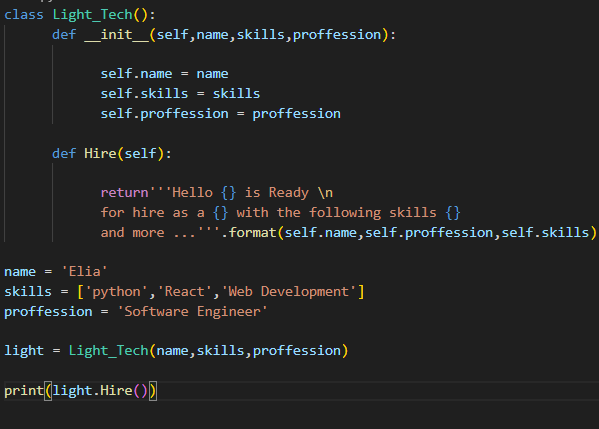 class Light_Tech():
def __init__(self,name,skills,proffession):
self.name = name
self.skills = skills
self.proffession = proffession
def Hire(self):
return'''Hello {} is Ready \n
for hire as a {} with the following skills {}
and more ...'''.format(self.name,self.proffession,self.skills)
name = 'Elia'
skills = ['python','React','Web Development']
proffession = 'Software Engineer'
light = Light_Tech(name,skills,proffession)
print(light.Hire())